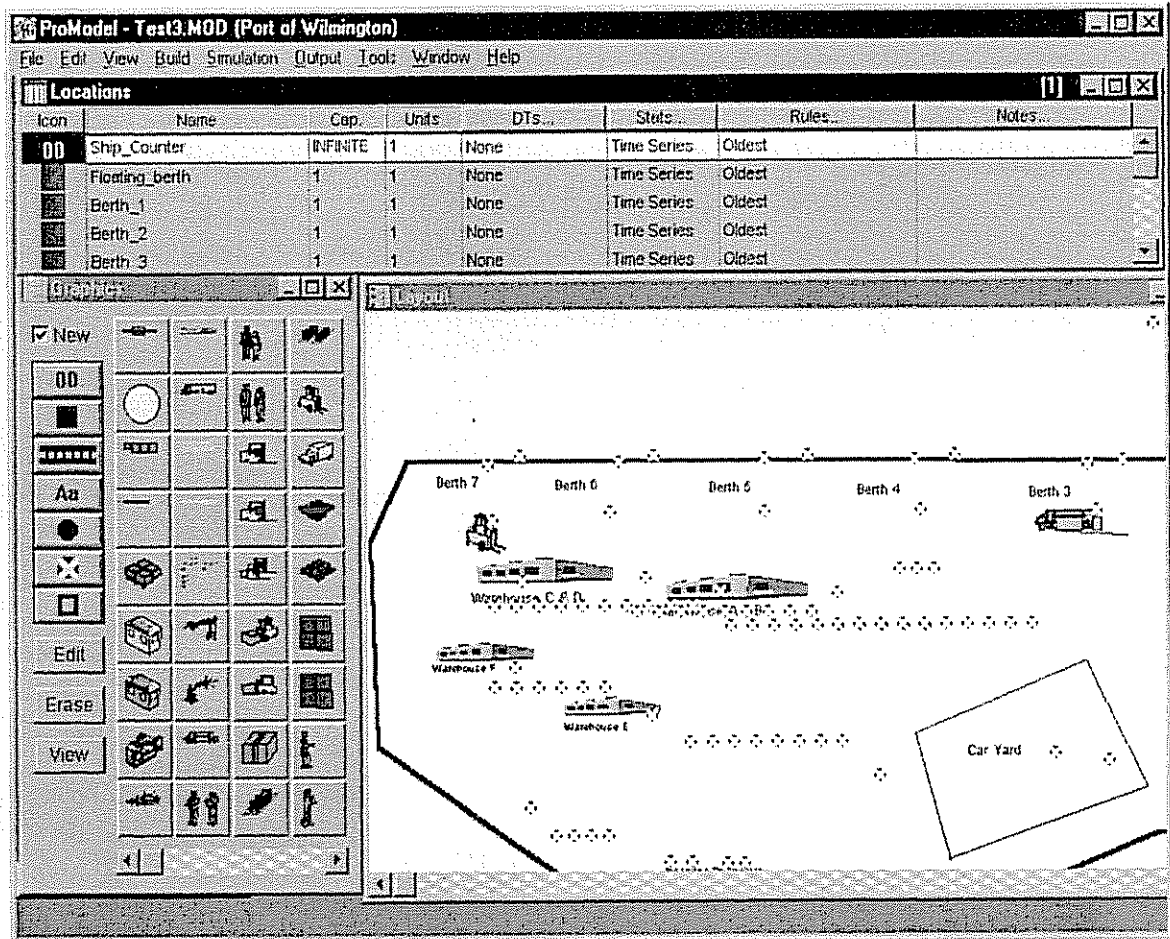 ProModel - Test3.MOD (Port of Wilmington)
File Edit View Build Simulation Output Tools Window Help
Locations [1]
Icon Name Cap. Units DTs... Stats... Rules... Notes...
00 Ship_Counter INFINITE 1 None Time Series Oldest
Floating_berth 1 1 None Time Series Oldest
Berth_1 1 1 None Time Series Oldest
Berth_2 1 1 None Time Series Oldest
Berth_3 1 1 None Time Series Oldest
Graphics
Layout
New
00
Aa
Edit
Erase
View
Berth 7 Berth 6 Berth 5 Berth 4 Berth 3
Warehouse C & D
Warehouse F
Warehouse E
Car Yard